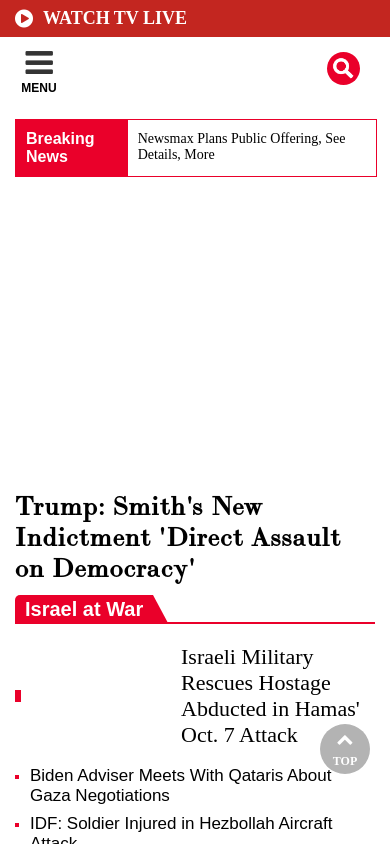 WATCH TV LIVE
MENU
Breaking
News
Newsmax Plans Public Offering, See
Details, More
Trump: Smith's New
Indictment 'Direct Assault
on Democracy'
Israel at War
Israeli Military
Rescues Hostage
Abducted in Hamas'
Oct. 7 Attack
TOP
Biden Adviser Meets With Qataris About
Gaza Negotiations
IDF: Soldier Injured in Hezbollah Aircraft
Attack